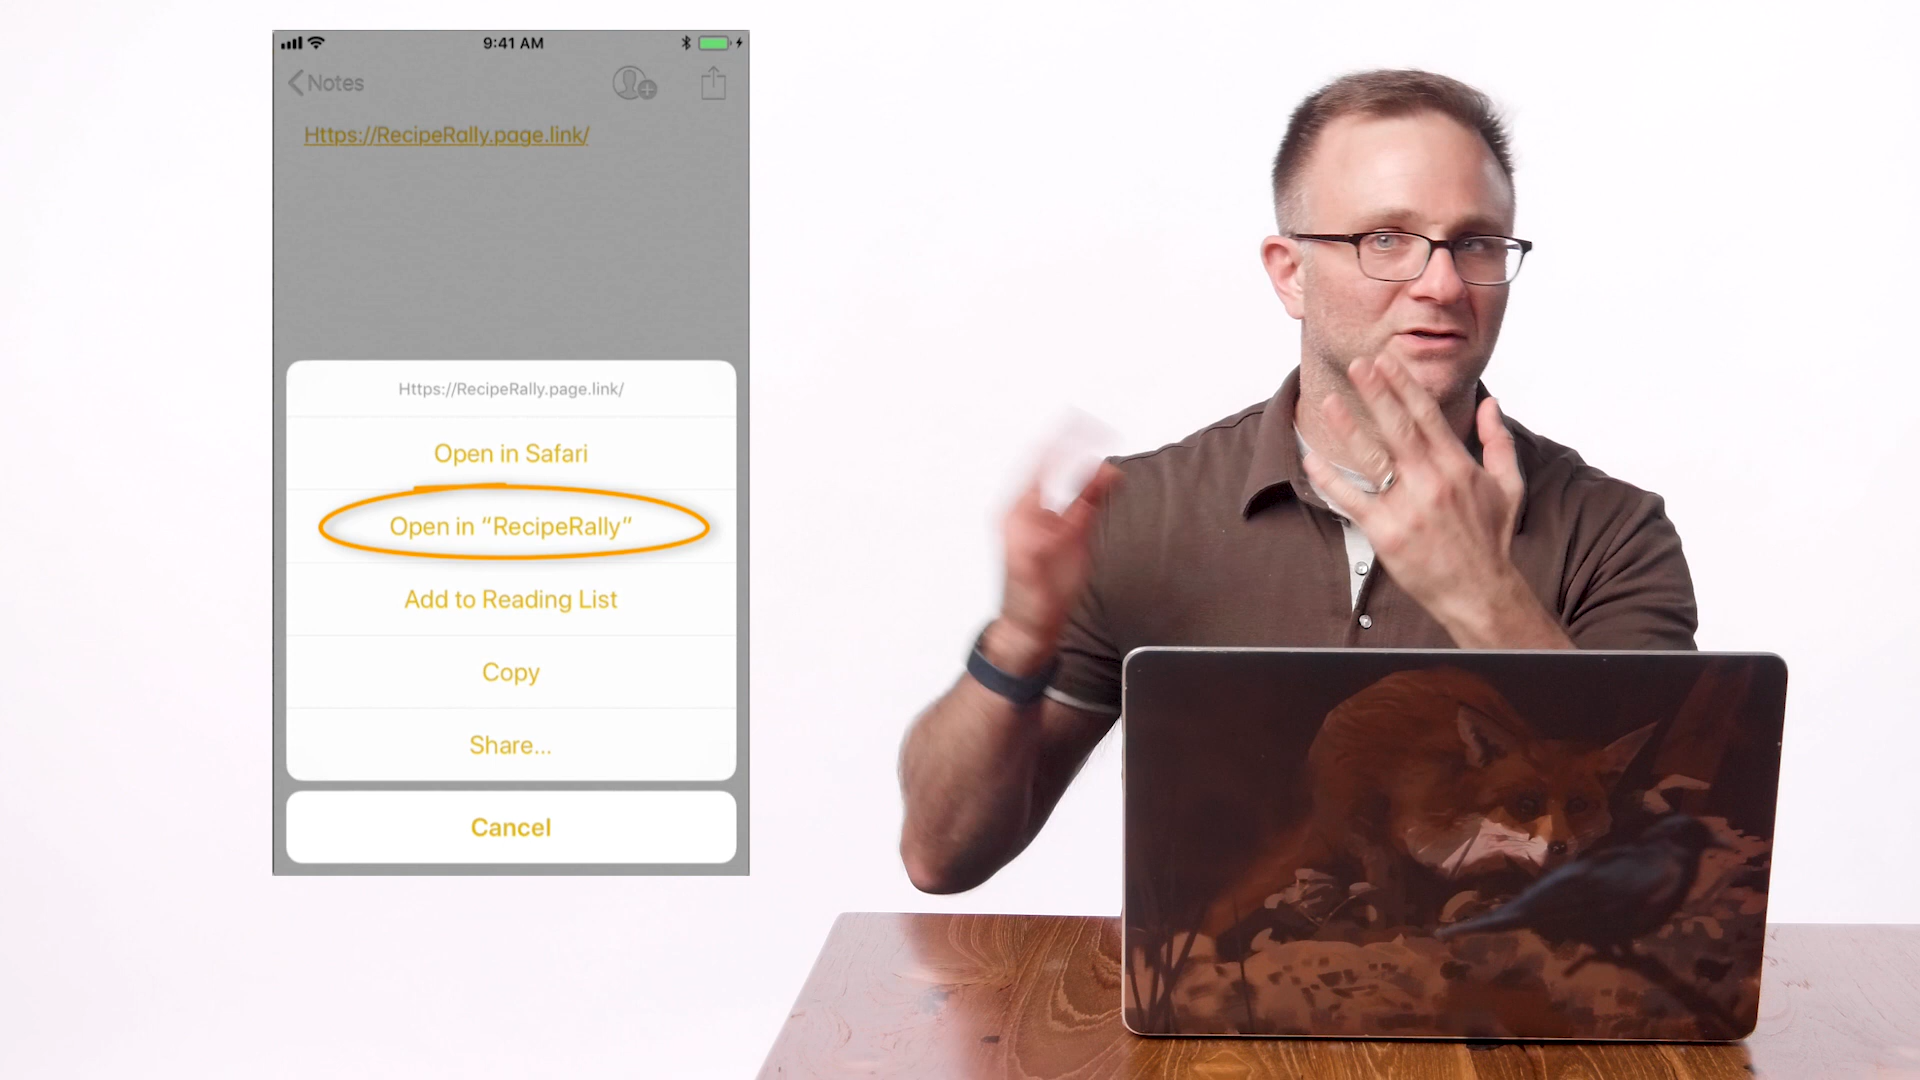 9:41 AM
Notes
Https://RecipeRally.page.link/
Https://RecipeRally.page.link/
Open in Safari
Open in “RecipeRally”
Add to Reading List
Copy
Share...
Cancel